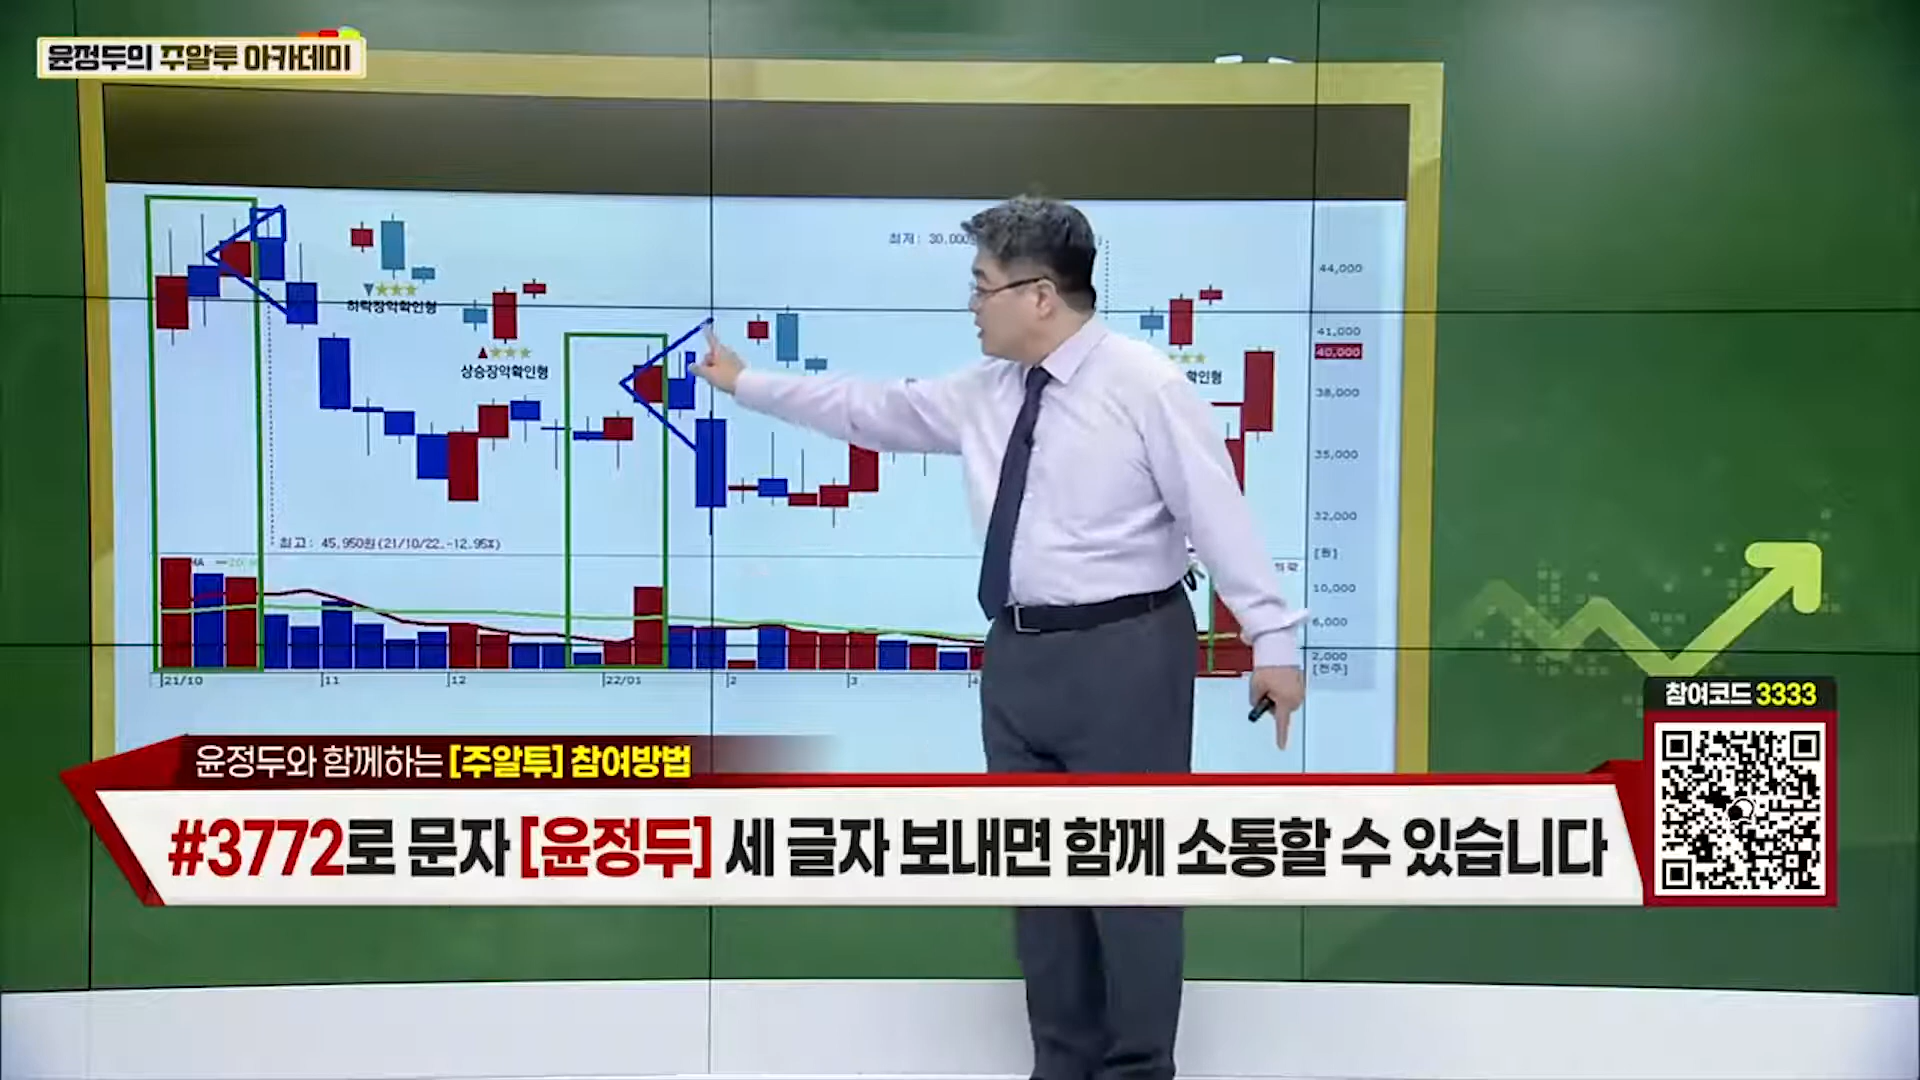 윤정두의 주알투 아카데미
하락장악확인형
상승장악확인형
최저: 30,000
확인형
44,000
41,000
40,000
38,000
35,000
32,000
[원]
최고: 45,950원(21/10/22,-12.95%)
10,000
6,000
2,000
[천주]
21/10
11
12
22/01
2
3
4
참여코드 3333
윤정두와 함께하는 [주알투] 참여방법
#3772로 문자 [윤정두] 세 글자 보내면 함께 소통할 수 있습니다